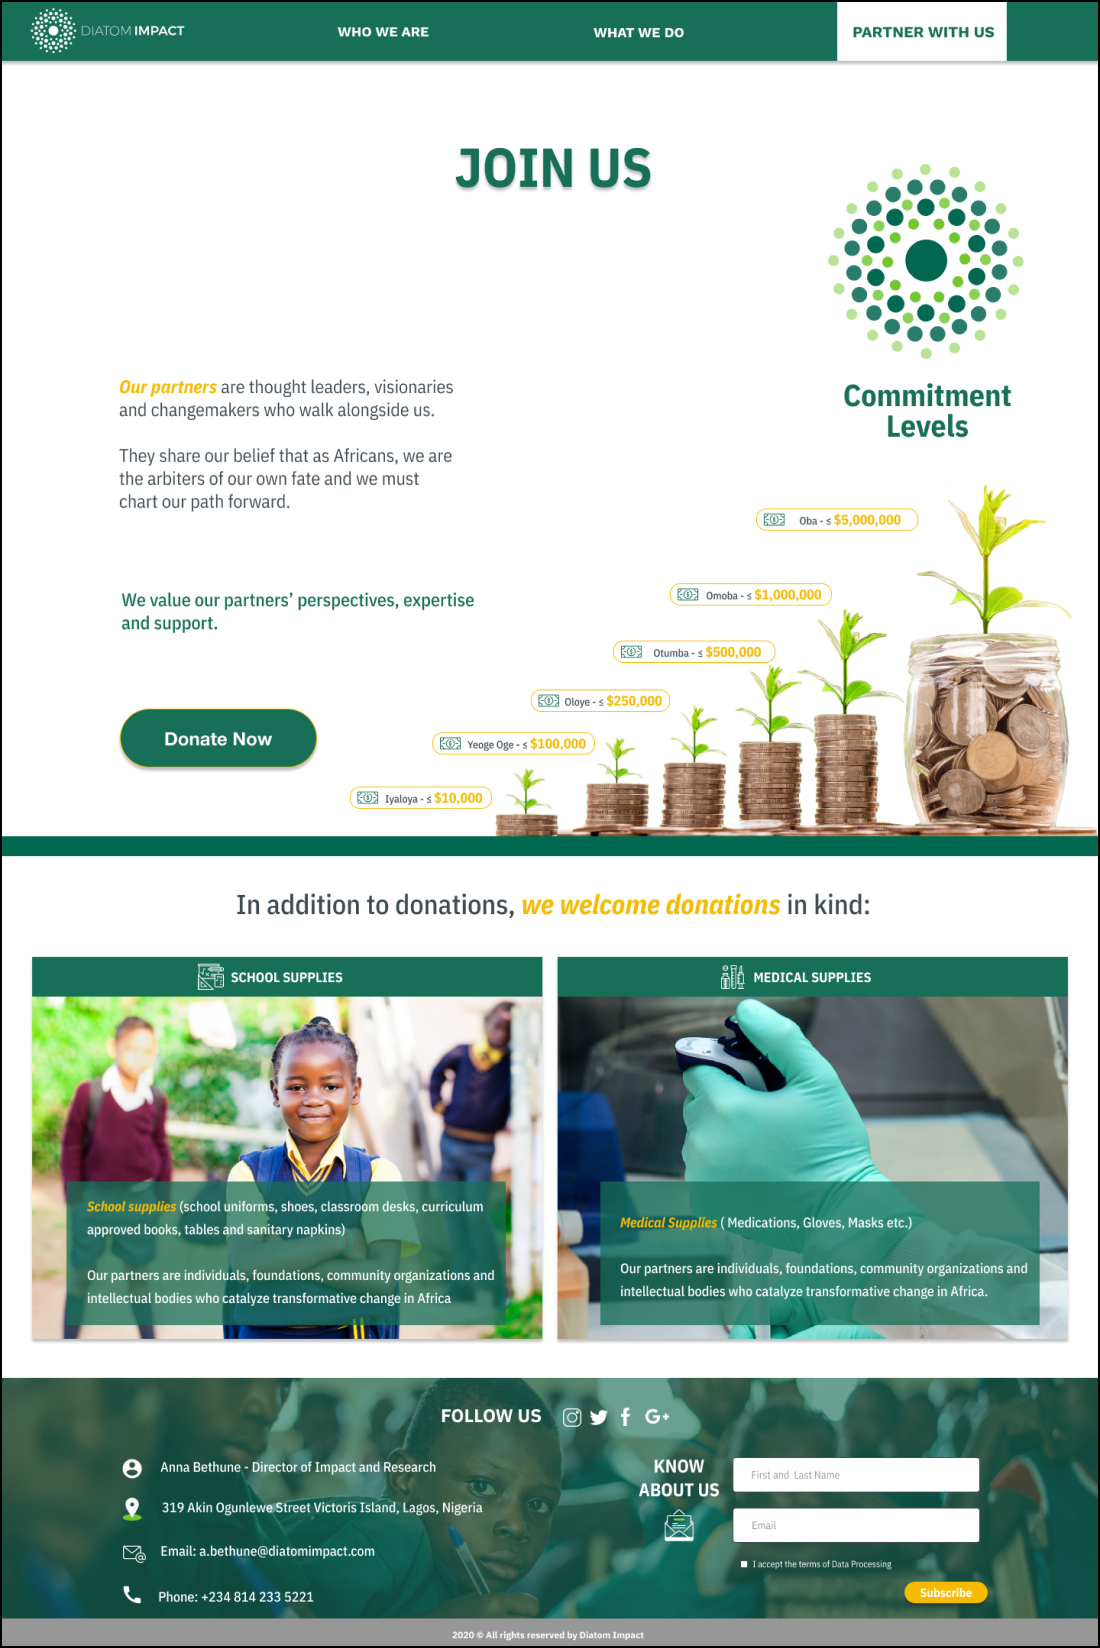 DIATOM IMPACT
WHO WE ARE
WHAT WE DO
PARTNER WITH US
JOIN US
Commitment
Levels
Our partners are thought leaders, visionaries
and changemakers who walk alongside us.
They share our belief that as Africans, we are
the arbiters of our own fate and we must
chart our path forward.
We value our partners’ perspectives, expertise
and support.
Donate Now
Oba - ≤ $5,000,000
Omoba - ≤ $1,000,000
Otumba - ≤ $500,000
Oloye - ≤ $250,000
Yeoge Oge - ≤ $100,000
Iyaloya - ≤ $10,000
In addition to donations, we welcome donations in kind:
SCHOOL SUPPLIES
School supplies (school uniforms, shoes, classroom desks, curriculum
approved books, tables and sanitary napkins)
Our partners are individuals, foundations, community organizations and
intellectual bodies who catalyze transformative change in Africa
MEDICAL SUPPLIES
Medical Supplies ( Medications, Gloves, Masks etc.)
Our partners are individuals, foundations, community organizations and
intellectual bodies who catalyze transformative change in Africa.
FOLLOW US
G+
Anna Bethune - Director of Impact and Research
319 Akin Ogunlewe Street Victoris Island, Lagos, Nigeria
Email: a.bethune@diatomimpact.com
Phone: +234 814 233 5221
KNOW
ABOUT US
First and Last Name
Email
I accept the terms of Data Processing
Subscribe
2020 © All rights reserved by Diatom Impact